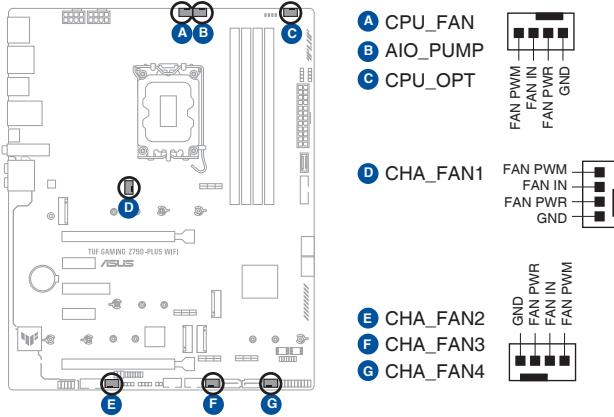 A CPU_FAN
B AIO_PUMP
C CPU_OPT
FAN PWM
FAN IN
FAN PWR
GND
D CHA_FAN1
FAN PWM
FAN IN
FAN PWR
GND
E CHA_FAN2
F CHA_FAN3
G CHA_FAN4
GND
FAN PWR
FAN IN
FAN PWM
A B C
D
TUF GAMING Z790-PLUS WIFI
ASUS
E F G